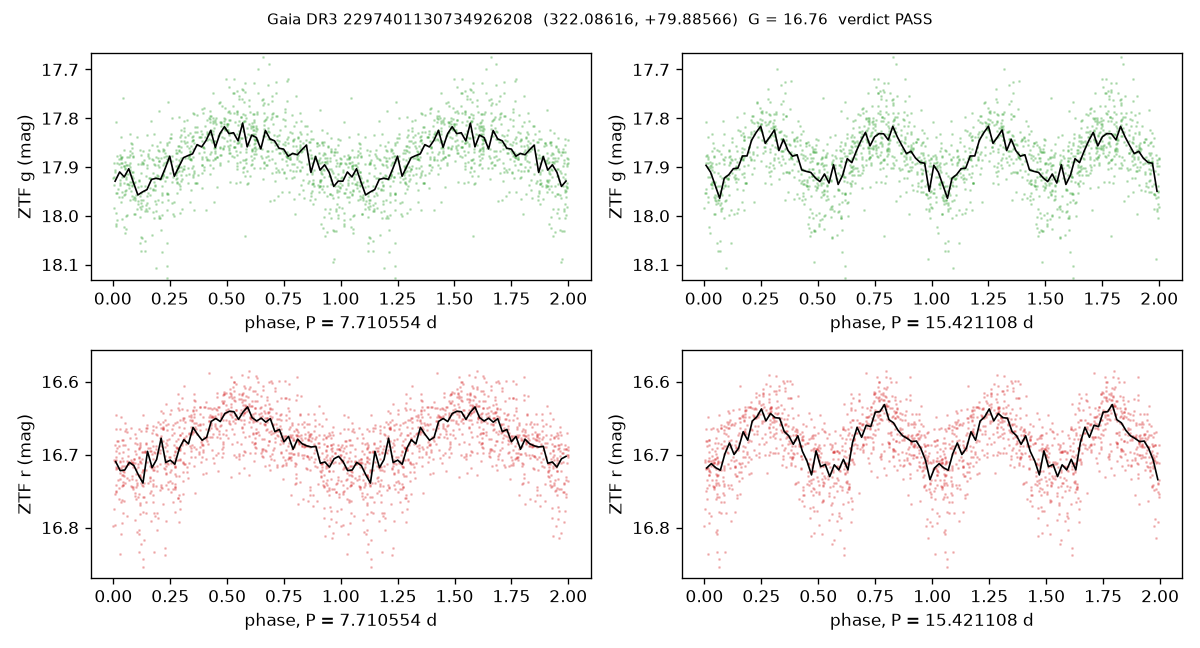 Gaia DR3 2297401130734926208 (322.08616, +79.88566) G = 16.76 verdict PASS
17.7
17.8
17.9
18.0
18.1
ZTF g (mag)
0.00 0.25 0.50 0.75 1.00 1.25 1.50 1.75 2.00
phase, P = 7.710554 d
17.7
17.8
17.9
18.0
18.1
ZTF g (mag)
0.00 0.25 0.50 0.75 1.00 1.25 1.50 1.75 2.00
phase, P = 15.421108 d
16.6
16.7
16.8
ZTF r (mag)
0.00 0.25 0.50 0.75 1.00 1.25 1.50 1.75 2.00
phase, P = 7.710554 d
16.6
16.7
16.8
ZTF r (mag)
0.00 0.25 0.50 0.75 1.00 1.25 1.50 1.75 2.00
phase, P = 15.421108 d